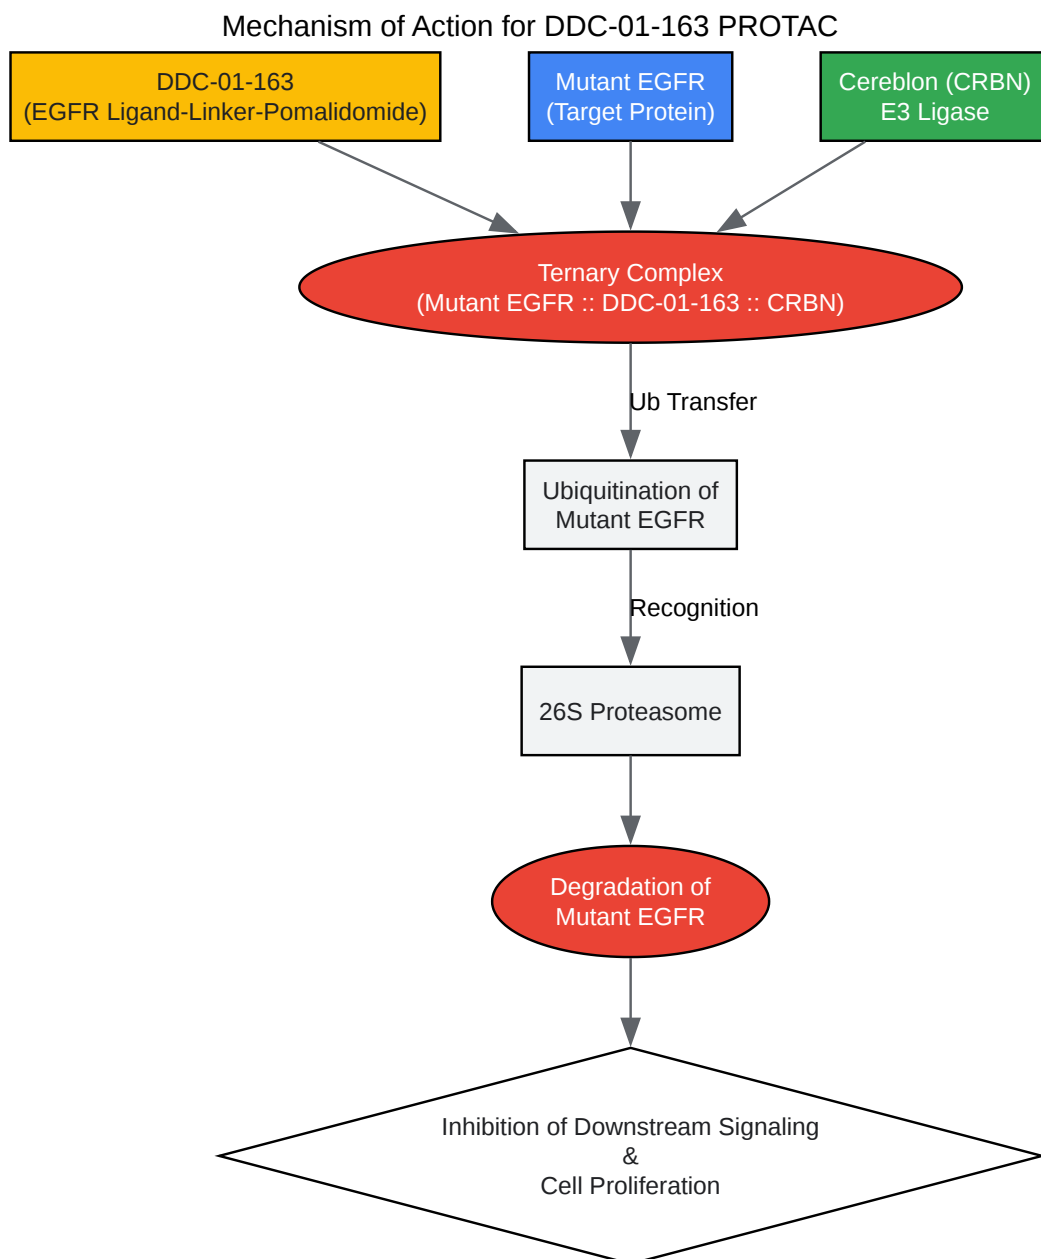 Mechanism of Action for DDC-01-163 PROTAC
DDC-01-163
(EGFR Ligand-Linker-Pomalidomide)
Mutant EGFR
(Target Protein)
Cereblon (CRBN)
E3 Ligase
Ternary Complex
(Mutant EGFR :: DDC-01-163 :: CRBN)
Ub Transfer
Ubiquitination of
Mutant EGFR
Recognition
26S Proteasome
Degradation of
Mutant EGFR
Inhibition of Downstream Signaling
&
Cell Proliferation